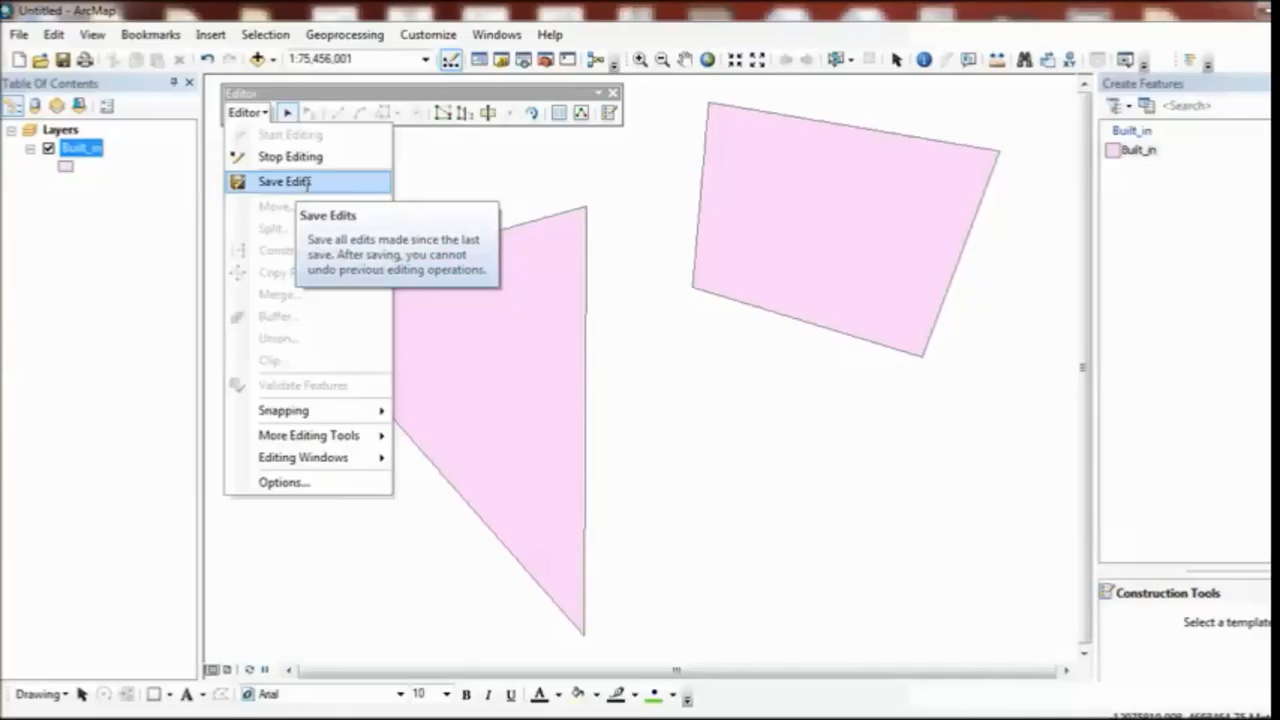 Untitled - ArcMap
File Edit View Bookmarks Insert Selection Geoprocessing Customize Windows Help
1:75,456,001
Table Of Contents
Layers
Built_in
Editor
Editor
Start Editing
Stop Editing
Save Edits
Move...
Split...
Copy
Merge...
Buffer...
Union...
Clip...
Validate Features
Snapping
More Editing Tools
Editing Windows
Options...
Save Edits
Save all edits made since the last
save. After saving, you cannot
undo previous editing operations.
Create Features
<Search>
Built_in
Built_in
Construction Tools
Select a template
Drawing A Arial 10 B I U A